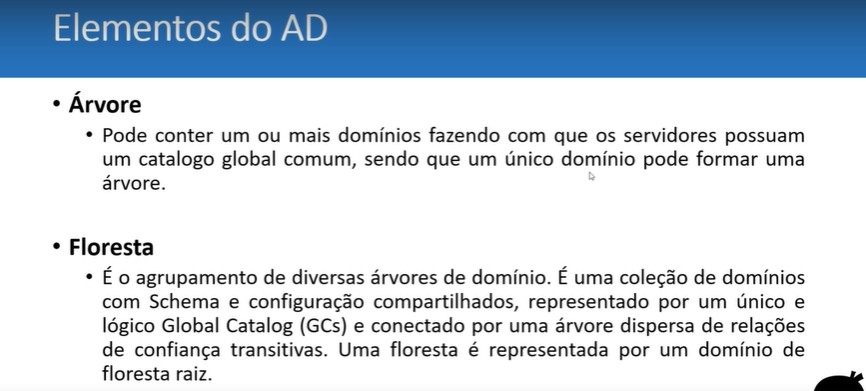 Elementos do AD
• Árvore
• Pode conter um ou mais domínios fazendo com que os servidores possuam
um catalogo global comum, sendo que um único domínio pode formar uma
árvore.
• Floresta
• É o agrupamento de diversas árvores de domínio. É uma coleção de domínios
com Schema e configuração compartilhados, representado por um único e
lógico Global Catalog (GCs) e conectado por uma árvore dispersa de relações
de confiança transitivas. Uma floresta é representada por um domínio de
floresta raiz.